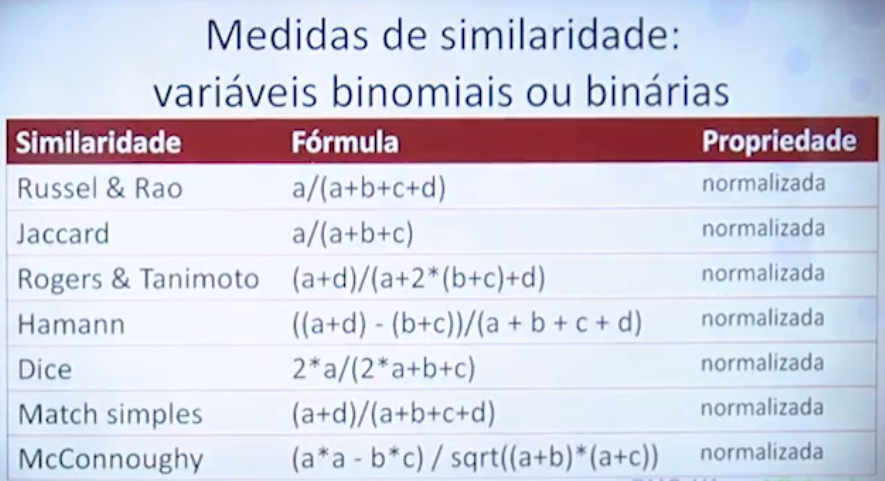 Medidas de similaridade:
variáveis binomiais ou binárias
Similaridade Fórmula Propriedade
Russel & Rao a/(a+b+c+d) normalizada
Jaccard a/(a+b+c) normalizada
Rogers & Tanimoto (a+d)/(a+2*(b+c)+d) normalizada
Hamann ((a+d) - (b+c))/(a + b + c + d) normalizada
Dice 2*a/(2*a+b+c) normalizada
Match simples (a+d)/(a+b+c+d) normalizada
McConnoughy (a*a - b*c) / sqrt((a+b)*(a+c)) normalizada